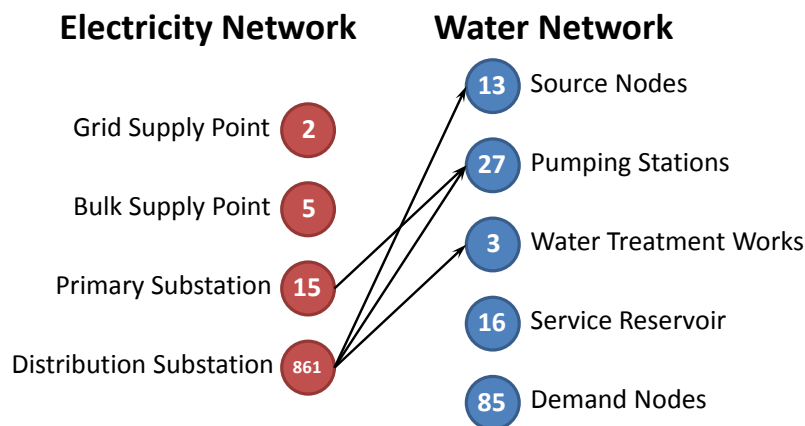 Electricity Network
Water Network
Grid Supply Point 2
Bulk Supply Point 5
Primary Substation 15
Distribution Substation 861
13 Source Nodes
27 Pumping Stations
3 Water Treatment Works
16 Service Reservoir
85 Demand Nodes